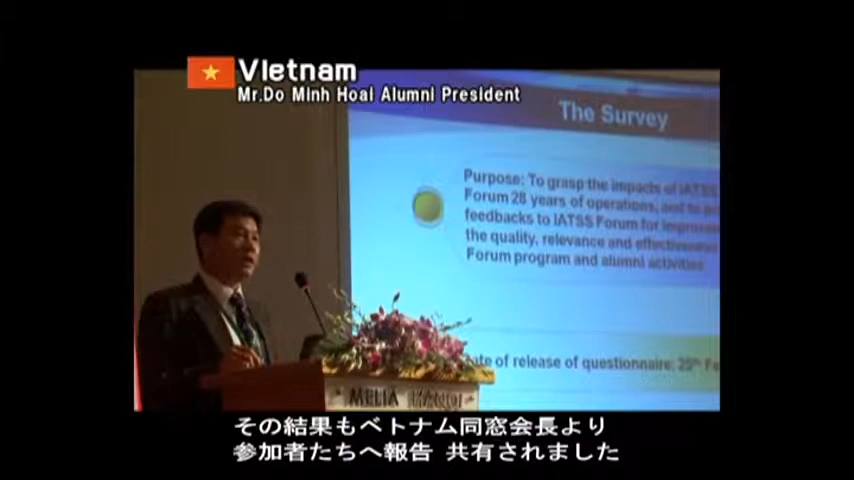 Vietnam
Mr.Do Minh Hoai Alumni President
The Survey
Purpose: To grasp the impacts of IATSS
Forum 28 years of operations, and to
feedbacks to IATSS Forum for
the quality, relevance and effectiveness
Forum program and alumni activities
of release of questionnaire: 25th
MELIA
その結果もベトナム同窓会長より
参加者たちへ報告 共有されました